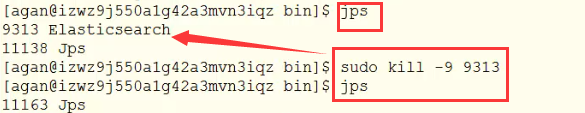 [agan@izwz9j550a1g42a3mvn3iqz bin]$ jps
9313 Elasticsearch
11138 Jps
[agan@izwz9j550a1g42a3mvn3iqz bin]$ sudo kill -9 9313
[agan@izwz9j550a1g42a3mvn3iqz bin]$ jps
11163 Jps